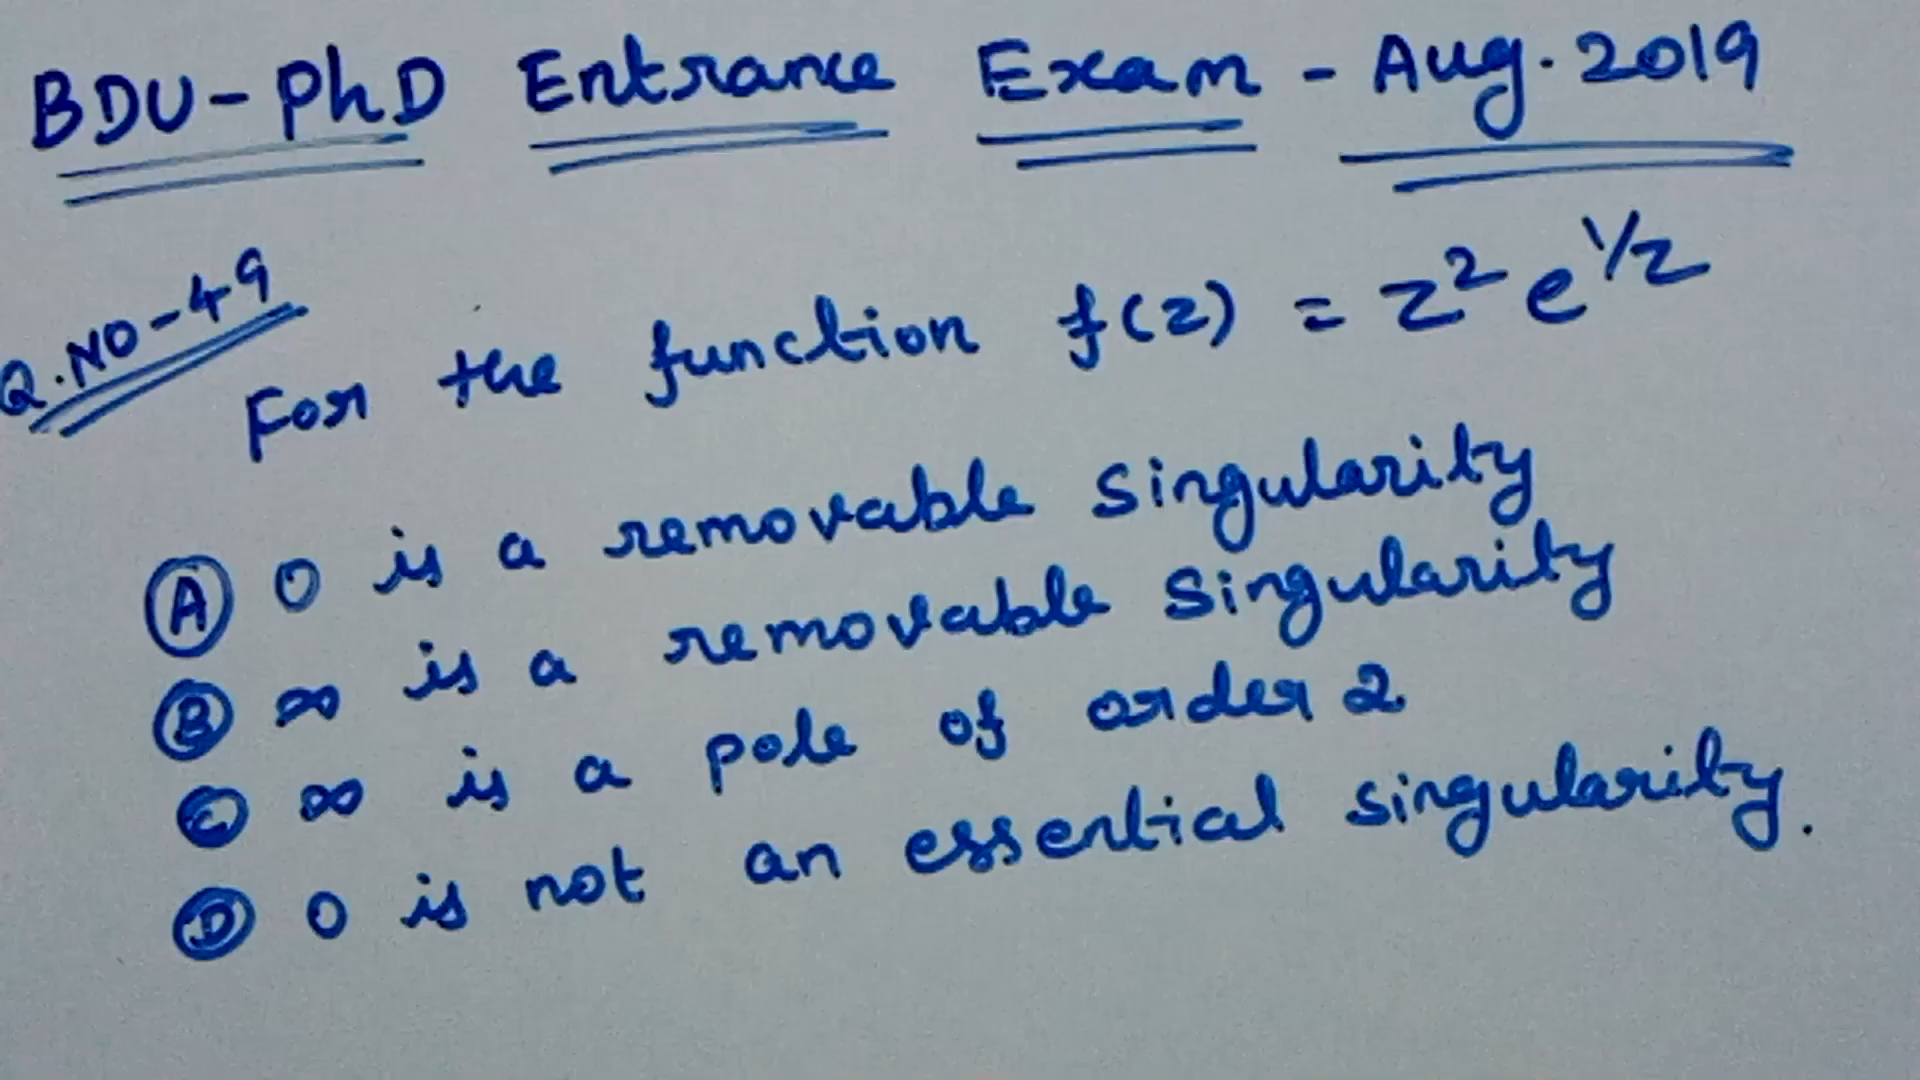 BDU-PhD Entrance Exam - Aug. 2019
Q.NO-49
For the function f(z) = z² e^1/z
(A) 0 is a removable singularity
(B) ∞ is a removable singularity
(C) ∞ is a pole of order 2
(D) 0 is not an essential singularity.